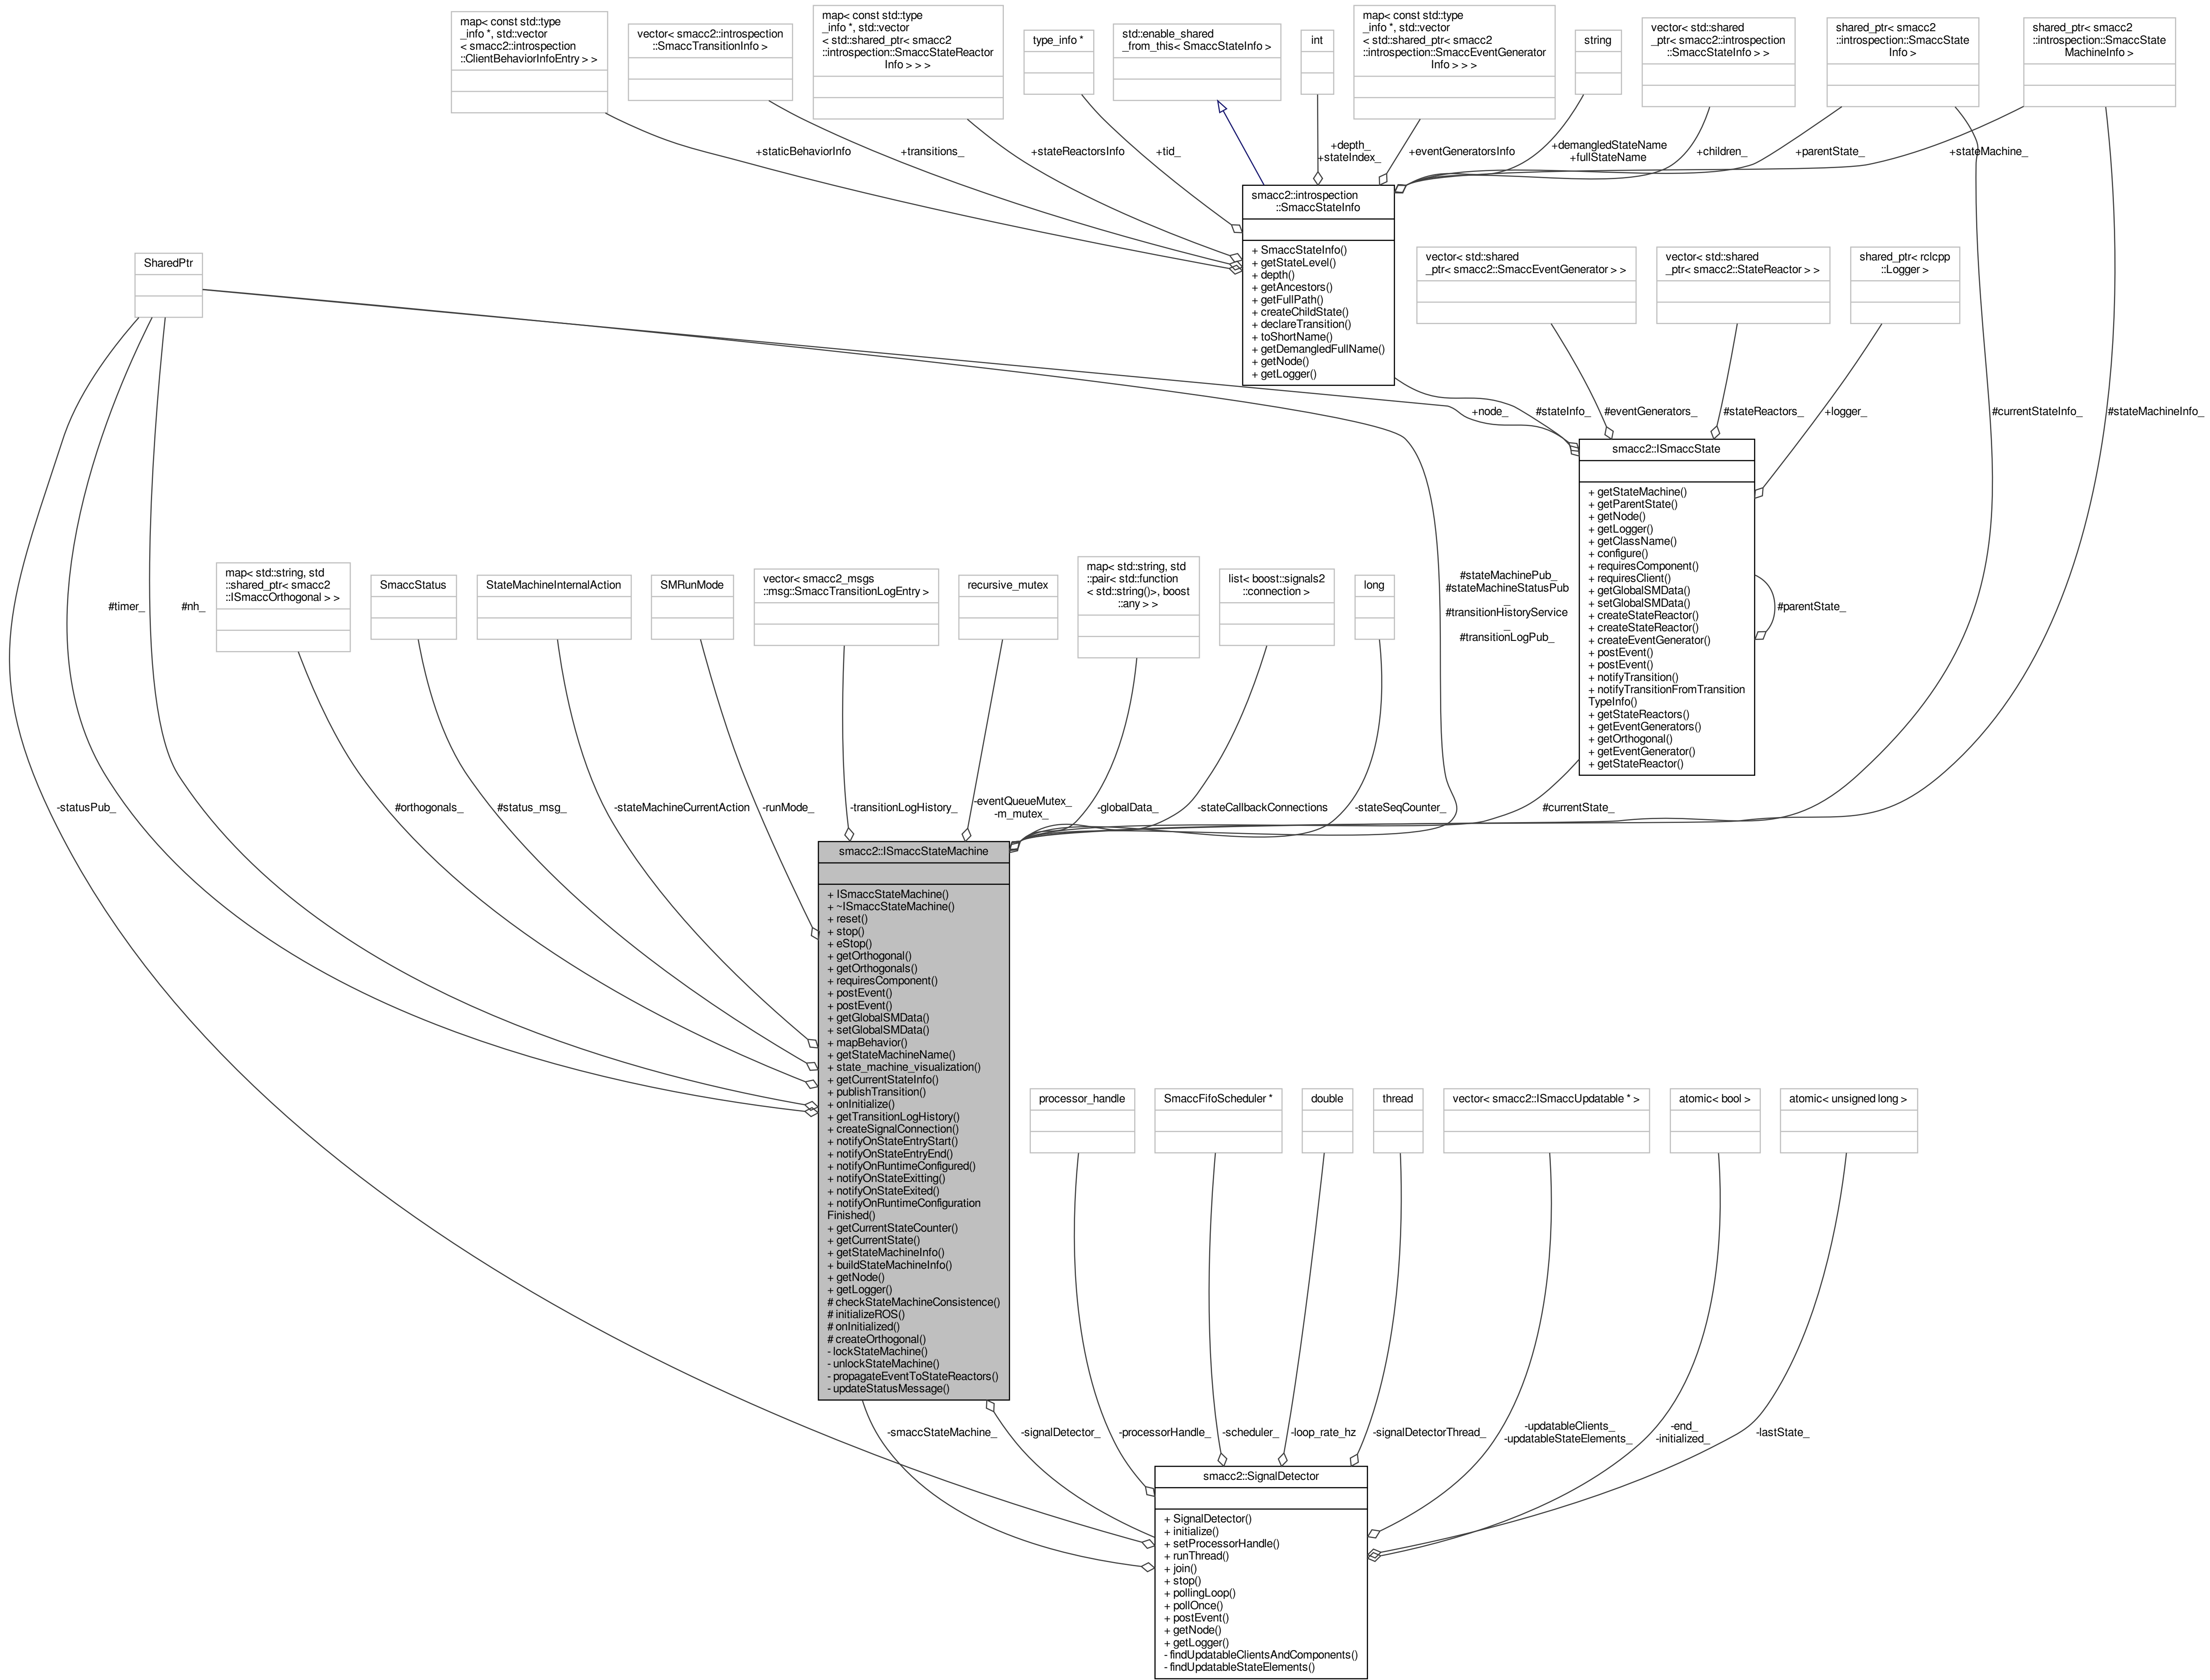 map< const std::type
_info *, std::vector
< smacc2::introspection
::ClientBehaviorInfoEntry > >
vector< smacc2::introspection
::SmaccTransitionInfo >
map< const std::type
_info *, std::vector
< std::shared_ptr< smacc2
::introspection::SmaccStateReactor
Info > > >
type_info *
std::enable_shared
_from_this< SmaccStateInfo >
int
map< const std::type
_info *, std::vector
< std::shared_ptr< smacc2
::introspection::SmaccEventGenerator
Info > > >
string
vector< std::shared
_ptr< smacc2::introspection
::SmaccStateInfo > >
shared_ptr< smacc2
::introspection::SmaccState
Info >
shared_ptr< smacc2
::introspection::SmaccState
MachineInfo >
+staticBehaviorInfo
+transitions_
+stateReactorsInfo
+tid_
+depth_
+stateIndex_
+eventGeneratorsInfo
+demangledStateName
+fullStateName
+children_
+parentState_
+stateMachine_
smacc2::introspection
::SmaccStateInfo
+ SmaccStateInfo()
+ getStateLevel()
+ depth()
+ getAncestors()
+ getFullPath()
+ createChildState()
+ declareTransition()
+ toShortName()
+ getDemangledFullName()
+ getNode()
+ getLogger()
SharedPtr
vector< std::shared
_ptr< smacc2::SmaccEventGenerator > >
vector< std::shared
_ptr< smacc2::StateReactor > >
shared_ptr< rclcpp
::Logger >
+node_
#stateInfo_
#eventGenerators_
#stateReactors_
+logger_
#currentStateInfo_
#stateMachineInfo_
smacc2::ISmaccState
+ getStateMachine()
+ getParentState()
+ getNode()
+ getLogger()
+ getClassName()
+ configure()
+ requiresComponent()
+ requiresClient()
+ getGlobalSMData()
+ setGlobalSMData()
+ createStateReactor()
+ createStateReactor()
+ createEventGenerator()
+ postEvent()
+ postEvent()
+ notifyTransition()
+ notifyTransitionFromTransition
TypeInfo()
+ getStateReactors()
+ getEventGenerators()
+ getOrthogonal()
+ getEventGenerator()
+ getStateReactor()
#parentState_
#timer_
#nh_
map< std::string, std
::shared_ptr< smacc2
::ISmaccOrthogonal > >
SmaccStatus
StateMachineInternalAction
SMRunMode
vector< smacc2_msgs
::msg::SmaccTransitionLogEntry >
recursive_mutex
map< std::string, std
::pair< std::function
< std::string()>, boost
::any > >
list< boost::signals2
::connection >
long
#stateMachinePub_
#stateMachineStatusPub
_
#transitionHistoryService
_
#transitionLogPub_
-statusPub_
#orthogonals_
#status_msg_
-stateMachineCurrentAction
-runMode_
-transitionLogHistory_
-eventQueueMutex_
-m_mutex_
-globalData_
-stateCallbackConnections
-stateSeqCounter_
#currentState_
smacc2::ISmaccStateMachine
+ ISmaccStateMachine()
+ ~ISmaccStateMachine()
+ reset()
+ stop()
+ eStop()
+ getOrthogonal()
+ getOrthogonals()
+ requiresComponent()
+ postEvent()
+ postEvent()
+ getGlobalSMData()
+ setGlobalSMData()
+ mapBehavior()
+ getStateMachineName()
+ state_machine_visualization()
+ getCurrentStateInfo()
+ publishTransition()
+ onInitialize()
+ getTransitionLogHistory()
+ createSignalConnection()
+ notifyOnStateEntryStart()
+ notifyOnStateEntryEnd()
+ notifyOnRuntimeConfigured()
+ notifyOnStateExitting()
+ notifyOnStateExited()
+ notifyOnRuntimeConfiguration
Finished()
+ getCurrentStateCounter()
+ getCurrentState()
+ getStateMachineInfo()
+ buildStateMachineInfo()
+ getNode()
+ getLogger()
# checkStateMachineConsistence()
# initializeROS()
# onInitialized()
# createOrthogonal()
- lockStateMachine()
- unlockStateMachine()
- propagateEventToStateReactors()
- updateStatusMessage()
processor_handle
SmaccFifoScheduler *
double
thread
vector< smacc2::ISmaccUpdatable * >
atomic< bool >
atomic< unsigned long >
-smaccStateMachine_
-signalDetector_
-processorHandle_
-scheduler_
-loop_rate_hz
-signalDetectorThread_
-updatableClients_
-updatableStateElements_
-end_
-initialized_
-lastState_
smacc2::SignalDetector
+ SignalDetector()
+ initialize()
+ setProcessorHandle()
+ runThread()
+ join()
+ stop()
+ pollingLoop()
+ pollOnce()
+ postEvent()
+ getNode()
+ getLogger()
- findUpdatableClientsAndComponents()
- findUpdatableStateElements()